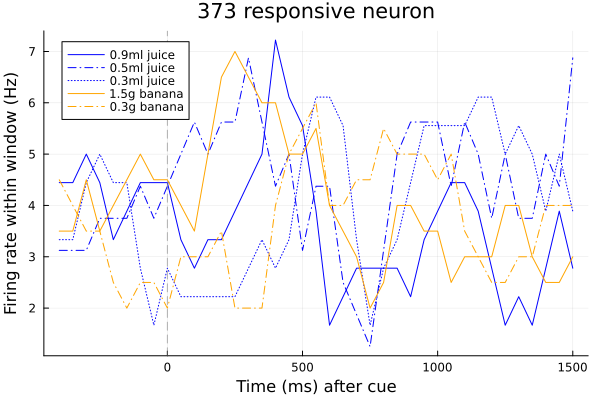 373 responsive neuron
Firing rate within window (Hz)
7
6
5
4
3
2
0.9ml juice
0.5ml juice
0.3ml juice
1.5g banana
0.3g banana
0
500
1000
1500
Time (ms) after cue